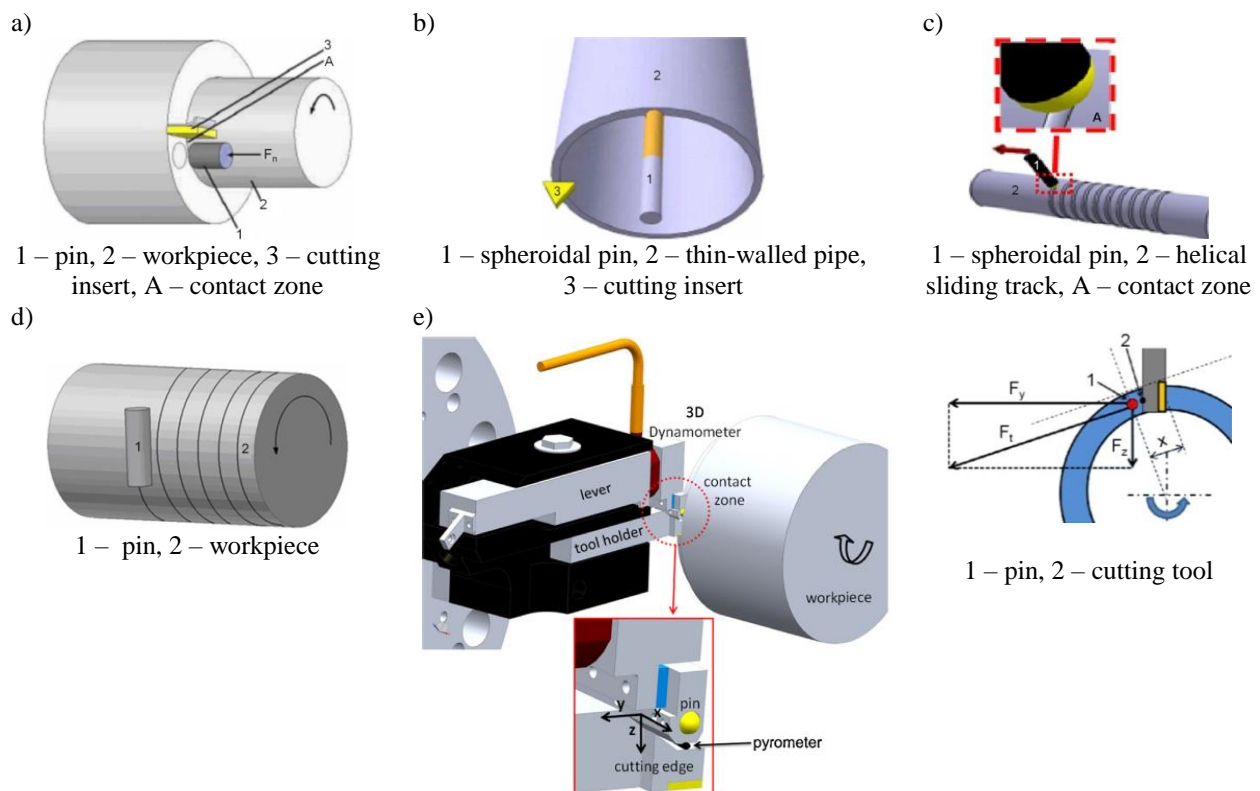 a)
3
A
Fₙ
2
1
1 – pin, 2 – workpiece, 3 – cutting
insert, A – contact zone
b)
2
1
3
1 – spheroidal pin, 2 – thin-walled pipe,
3 – cutting insert
c)
A
1
2
1 – spheroidal pin, 2 – helical
sliding track, A – contact zone
d)
1
2
1 – pin, 2 – workpiece
e)
3D
Dynamometer
contact
zone
lever
tool holder
workpiece
pin
y
x
z
pyrometer
cutting edge
2
1
Fy
Ft
Fz
x
1 – pin, 2 – cutting tool